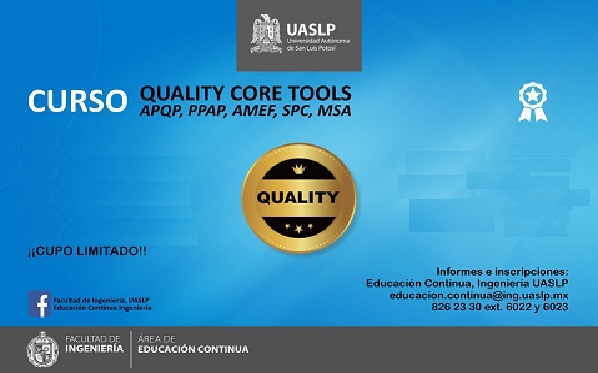 UASLP
Universidad Autónoma
de San Luis Potosí
CURSO
QUALITY CORE TOOLS
APQP, PPAP, AMEF, SPC, MSA
QUALITY
¡¡CUPO LIMITADO!!
Informes e Inscripciones:
Educación Continua, Ingeniería UASLP
educacion.continua@ing.uaslp.mx
826 23 30 ext. 6022 y 6023
Facultad de Ingeniería, UASLP
Educación Continua Ingeniería
FACULTAD DE
INGENIERÍA
ÁREA DE
EDUCACIÓN CONTINUA